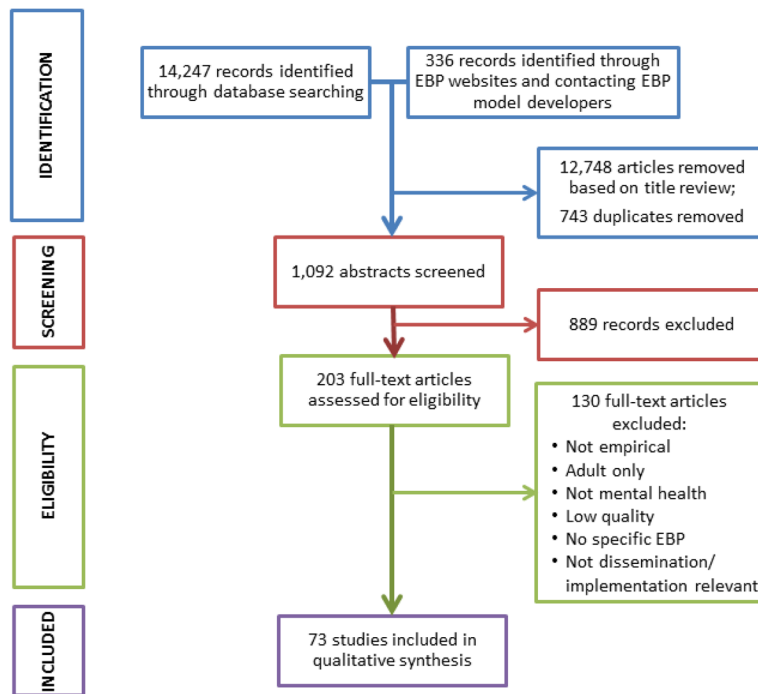 IDENTIFICATION
14,247 records identified
through database searching
336 records identified through
EBP websites and contacting EBP
model developers
12,748 articles removed
based on title review;
743 duplicates removed
SCREENING
1,092 abstracts screened
889 records excluded
ELIGIBILITY
203 full-text articles
assessed for eligibility
130 full-text articles
excluded:
• Not empirical
• Adult only
• Not mental health
• Low quality
• No specific EBP
• Not dissemination/
implementation relevant
INCLUDED
73 studies included in
qualitative synthesis